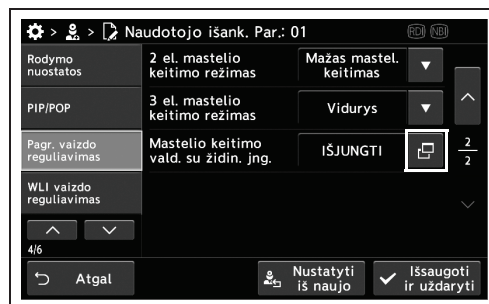 > > Naudotojo išank. Par.: 01 RDI NBI
Rodymo
nuostatos
2 el. mastelio
keitimo režimas
Mažas mastel.
keitimas
PIP/POP
3 el. mastelio
keitimo režimas
Vidurys
Pagr. vaizdo
reguliavimas
Mastelio keitimo
vald. su židin. jng.
IŠJUNGTI
2
2
WLI vaizdo
reguliavimas
4/6
Atgal
Nustatyti
iš naujo
Išsaugoti
ir uždaryti